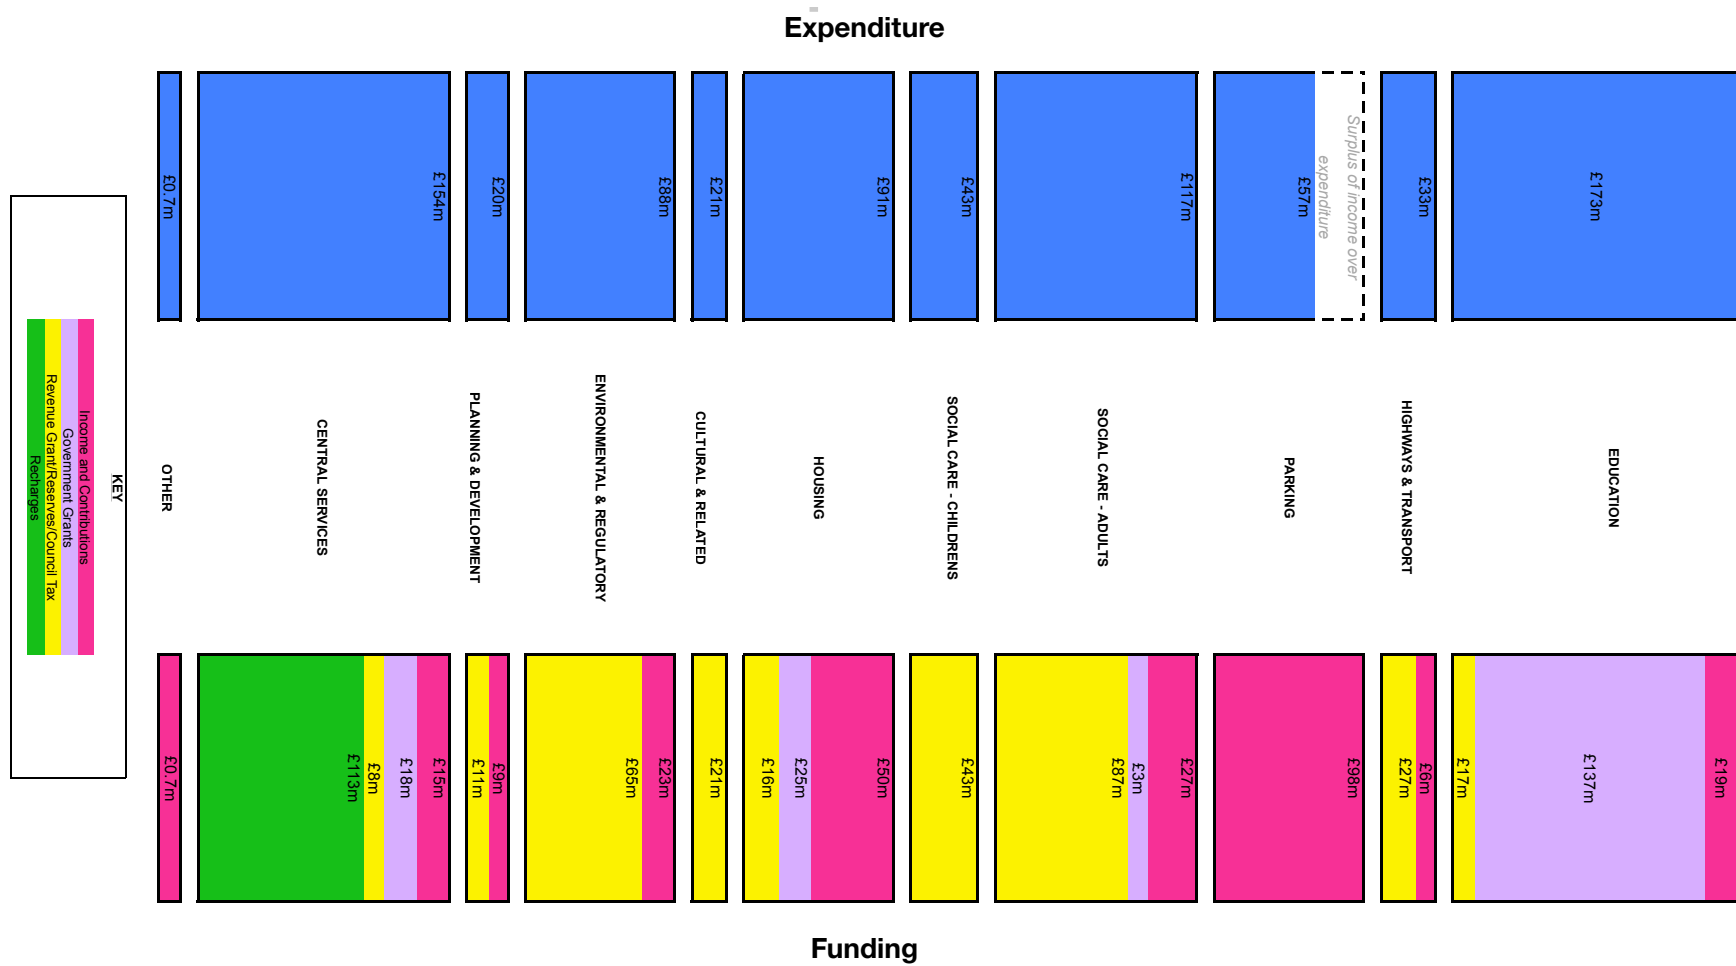 Expenditure
£173m
£33m
Surplus of income over
expenditure
£57m
£117m
£43m
£91m
£21m
£88m
£20m
£154m
£0.7m
EDUCATION
HIGHWAYS & TRANSPORT
PARKING
SOCIAL CARE - ADULTS
SOCIAL CARE - CHILDRENS
HOUSING
CULTURAL & RELATED
ENVIRONMENTAL & REGULATORY
PLANNING & DEVELOPMENT
CENTRAL SERVICES
OTHER
£19m
£137m
£17m
£6m
£27m
£98m
£27m
£3m
£87m
£43m
£50m
£25m
£16m
£21m
£23m
£65m
£9m
£11m
£15m
£18m
£8m
£113m
£0.7m
KEY
Income and Contributions
Government Grants
Revenue Grant/Reserves/Council Tax
Recharges
Funding